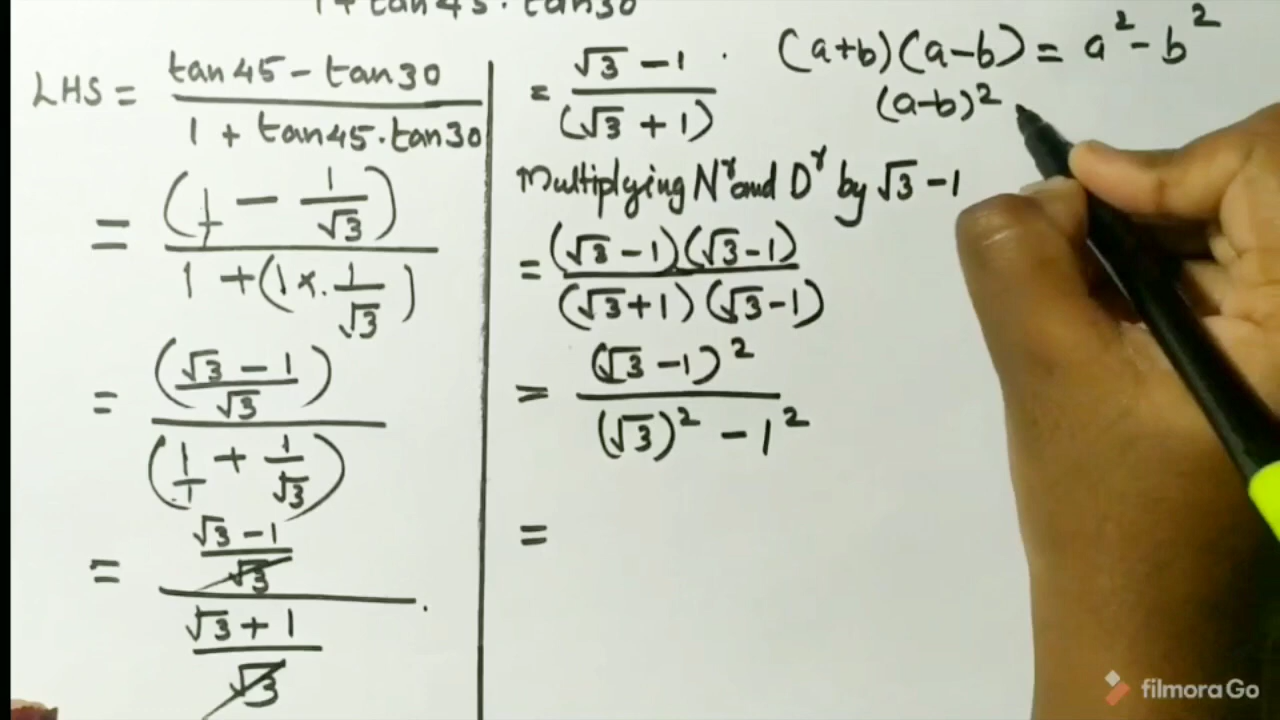 1 + tan45 · tan30
LHS = (tan45 − tan30) / (1 + tan45 · tan30)
= (1/1 − 1/√3) / (1 + (1 × · 1/√3))
= ((√3 − 1)/√3) / (1/1 + 1/√3)
= ((√3 − 1)/√3) / ((√3 + 1)/√3) .
= (√3 − 1) / (√3 + 1) .
Multiplying Nʳ and Dʳ by √3 − 1
= (√3 − 1)(√3 − 1) / (√3 + 1)(√3 − 1)
= (√3 − 1)² / (√3)² − 1²
=
(a+b)(a−b) = a² − b²
(a−b)²
filmoraGo